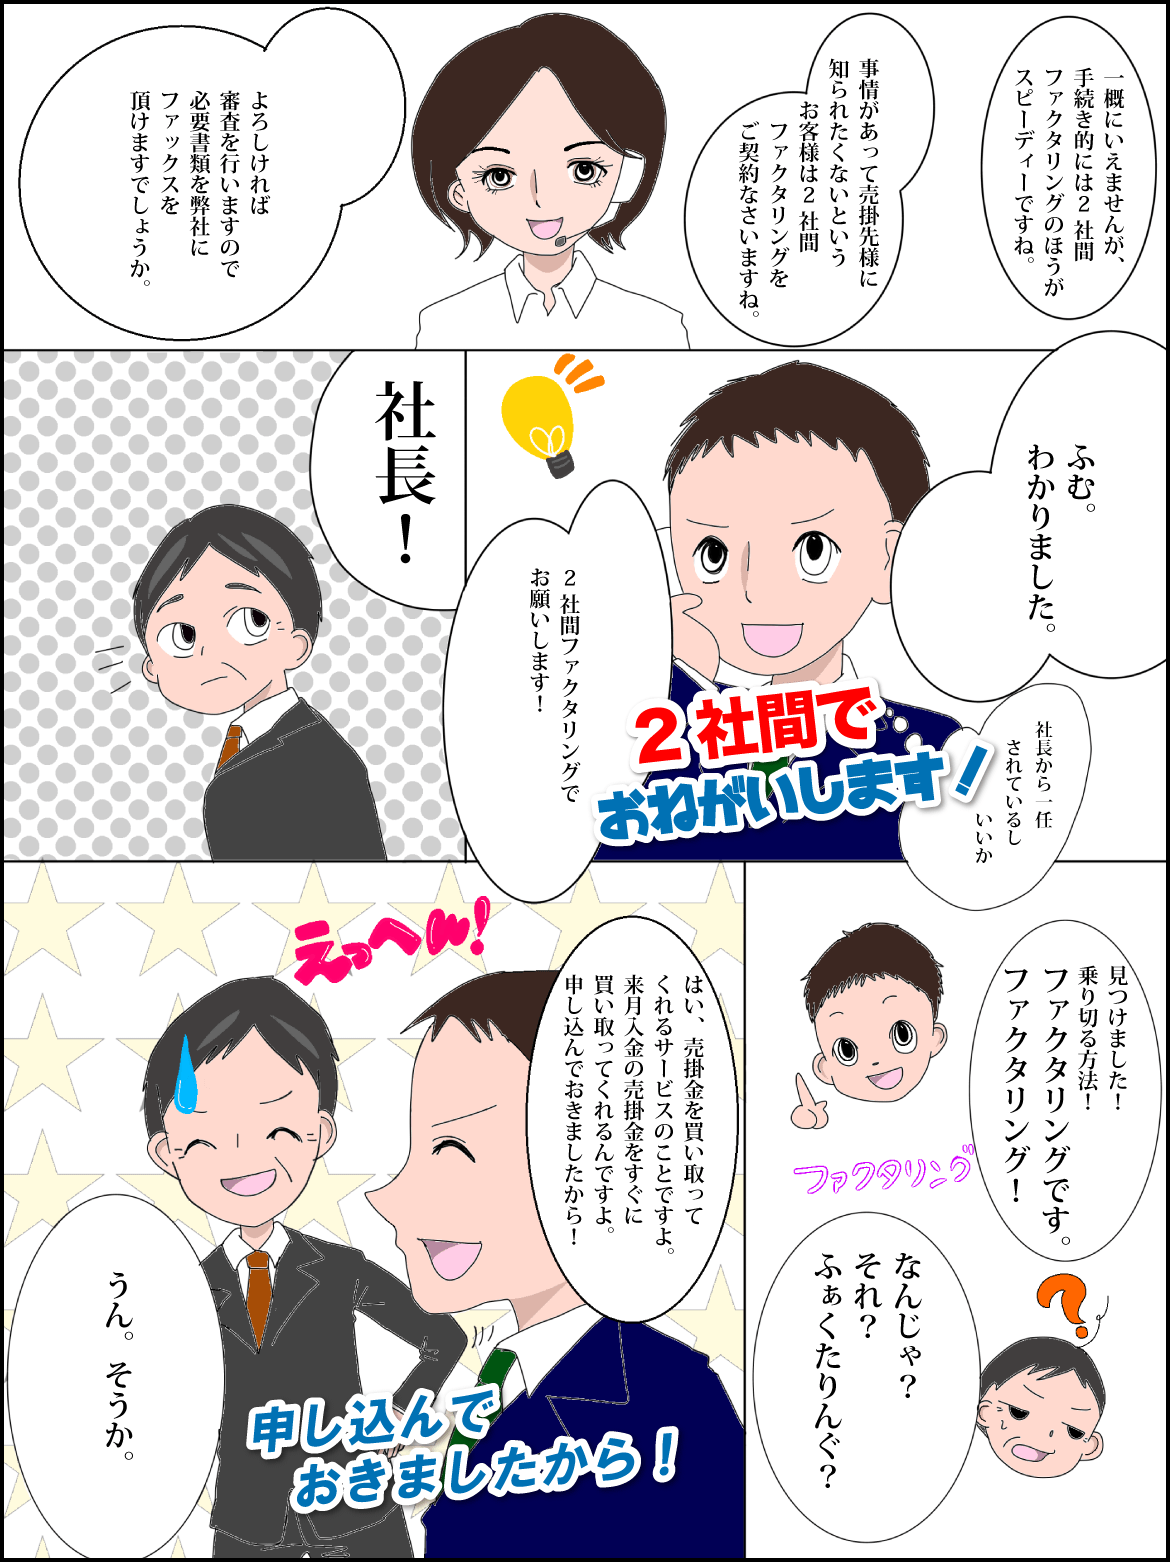 一概にいえませんが、
手続き的には2社間
ファクタリングのほうが
スピーディーですね。
事情があって売掛先様に
知られたくないという
お客様は2社間
ファクタリングを
ご契約なさいますね。
よろしければ
審査を行いますので
必要書類を弊社に
ファックスを
頂けますでしょうか。
ふむ。
わかりました。
社長から一任
されているし
いいか
2社間ファクタリングで
お願いします！
2社間で
おねがいします！
社長！
見つけました！
乗り切る方法！
ファクタリングです。
ファクタリング！
ファクタリング
なんじゃ？
それ？
ふぁくたりんぐ？
?
はい、売掛金を買い取って
くれるサービスのことですよ。
来月入金の売掛金をすぐに
買い取ってくれるんですよ。
申し込んでおきましたから！
えっへん!
うん。そうか。
申し込んで
おきましたから！